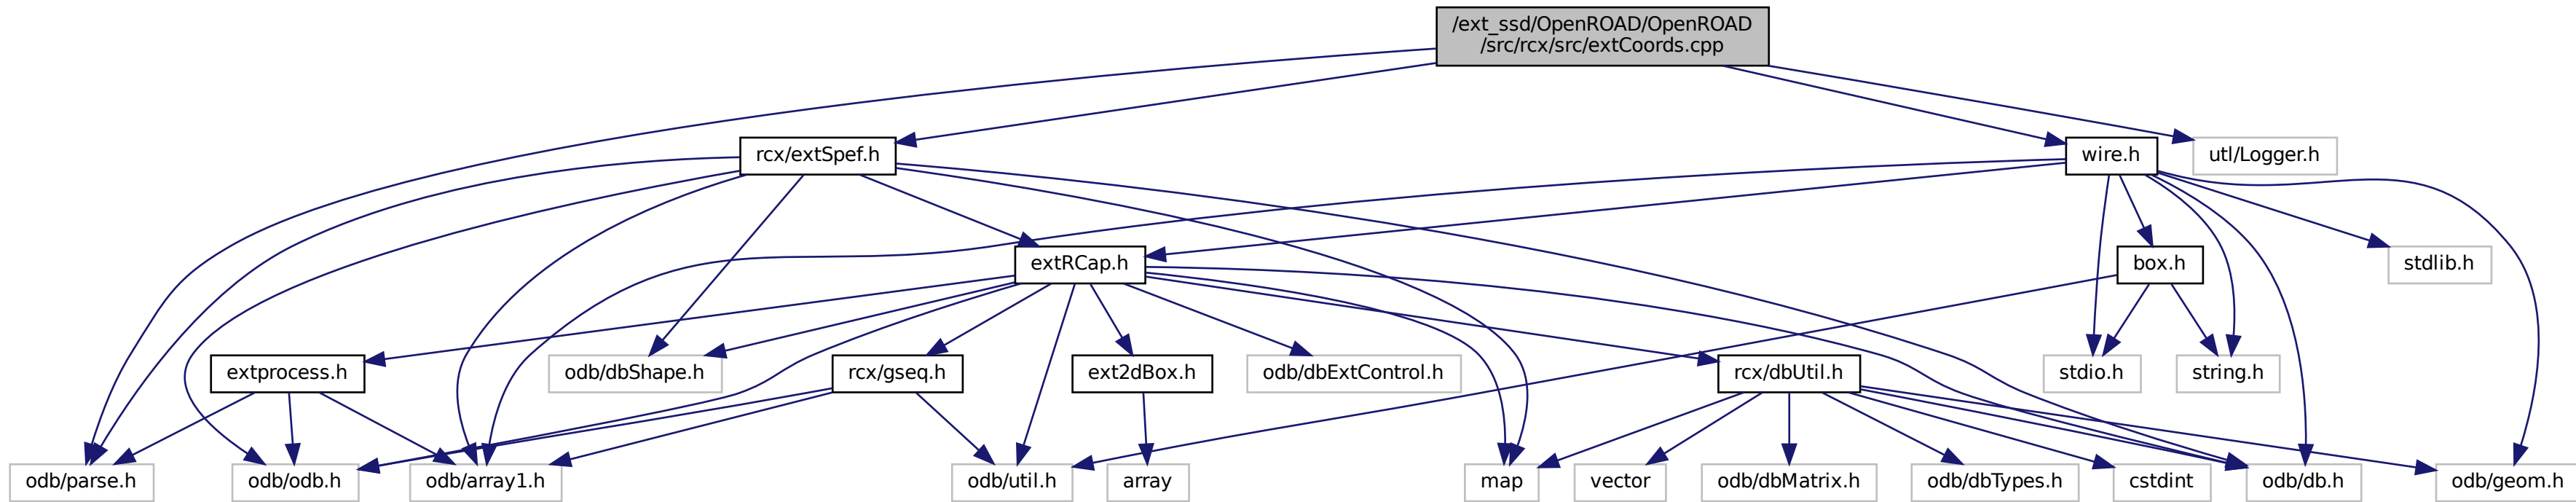 /ext_ssd/OpenROAD/OpenROAD
/src/rcx/src/extCoords.cpp
rcx/extSpef.h
wire.h
utl/Logger.h
extRCap.h
box.h
stdlib.h
extprocess.h
odb/dbShape.h
rcx/gseq.h
ext2dBox.h
odb/dbExtControl.h
rcx/dbUtil.h
stdio.h
string.h
odb/parse.h
odb/odb.h
odb/array1.h
odb/util.h
array
map
vector
odb/dbMatrix.h
odb/dbTypes.h
cstdint
odb/db.h
odb/geom.h